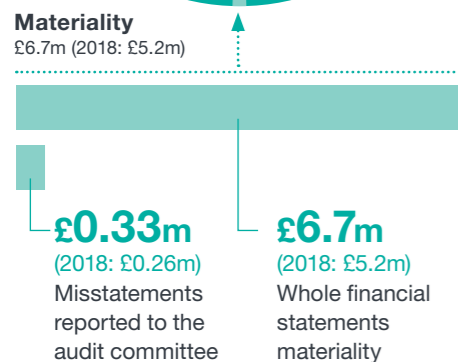 Materiality
£6.7m (2018: £5.2m)
£0.33m
(2018: £0.26m)
Misstatements
reported to the
audit committee
£6.7m
(2018: £5.2m)
Whole financial
statements
materiality